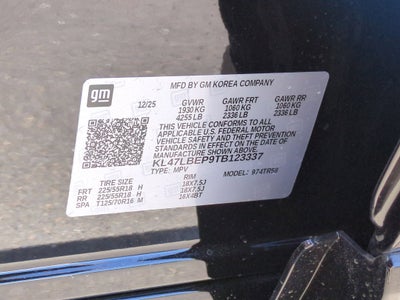 gm
MFD BY GM KOREA COMPANY
12/25 GVWR GAWR FRT GAWR RR
1930 KG 1060 KG 1060 KG
4255 LB 2336 LB 2336 LB
THIS VEHICLE CONFORMS TO ALL
APPLICABLE U.S. FEDERAL MOTOR
VEHICLE SAFETY AND THEFT PREVENTION
STANDARDS IN EFFECT ON THE DATE OF
MANUFACTURE SHOWN ABOVE.
KL47LBEP9TB123337
TYPE: MPV MODEL: 974TR58
TIRE SIZE RIM
FRT 225/55R18 H 18X7.5J
RR 225/55R18 H 18X7.5J
SPA T125/70R16 M 16X4BT